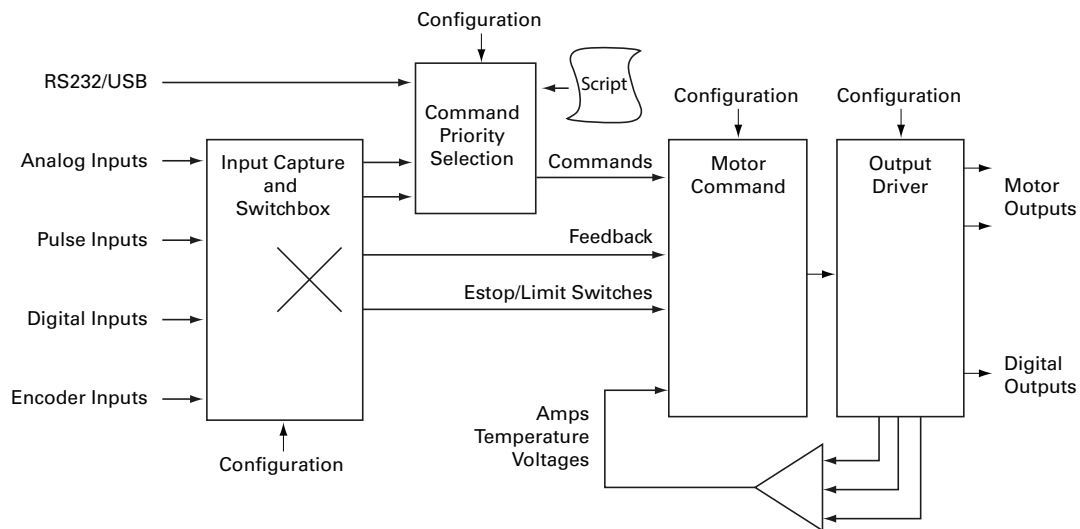 Configuration
RS232/USB
Script
Command
Priority
Selection
Configuration
Configuration
Analog Inputs
Input Capture
and
Switchbox
Commands
Motor
Command
Output
Driver
Motor
Outputs
Pulse Inputs
Feedback
Estop/Limit Switches
Digital Inputs
Encoder Inputs
Digital
Outputs
Amps
Temperature
Voltages
Configuration